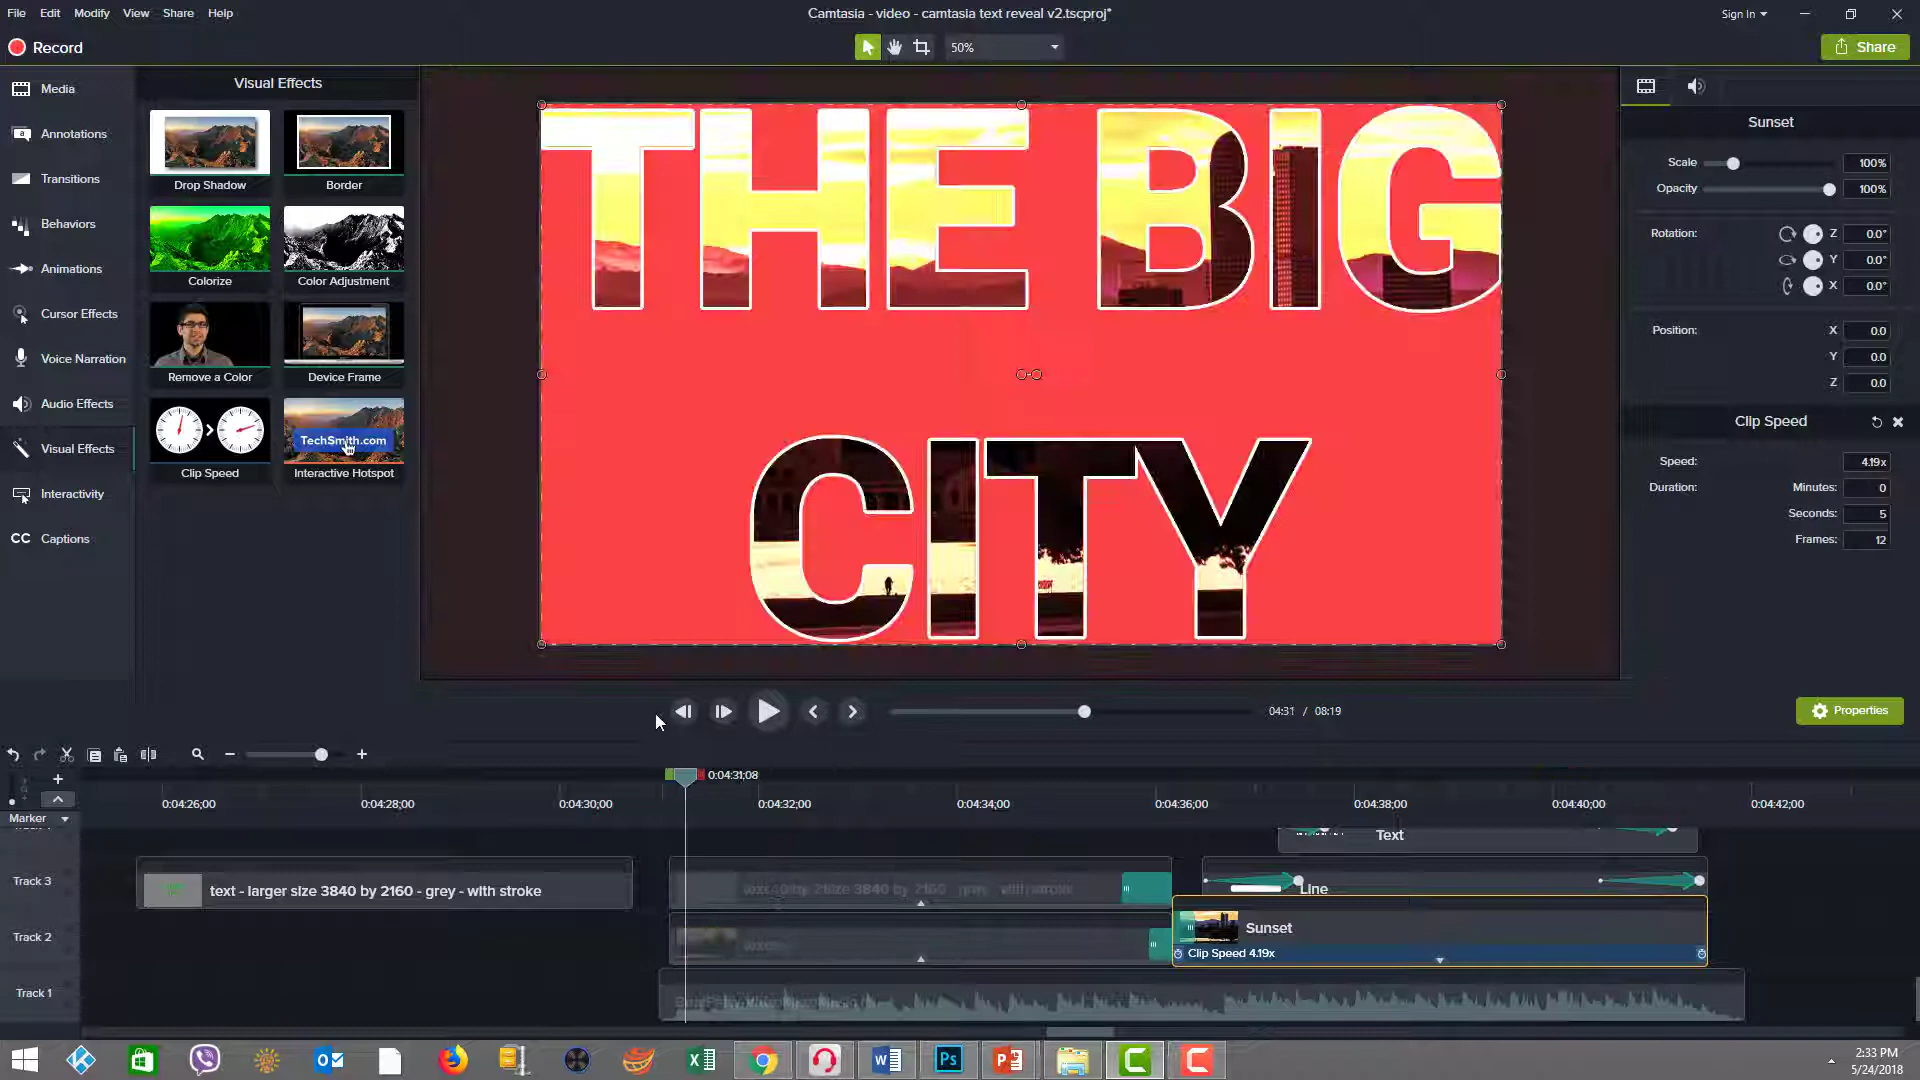 File Edit Modify View Share Help
Camtasia - video - camtasia text reveal v2.tscproj*
Sign In
Record
50%
Share
Media
Annotations
Transitions
Behaviors
Animations
Cursor Effects
Voice Narration
Audio Effects
Visual Effects
Interactivity
CC Captions
Visual Effects
Drop Shadow
Border
Colorize
Color Adjustment
Remove a Color
Device Frame
Clip Speed
TechSmith.com
Interactive Hotspot
THE BIG
CITY
Sunset
Scale 100%
Opacity 100%
Rotation: Z 0.0°
Y 0.0°
X 0.0°
Position: X 0.0
Y 0.0
Z 0.0
Clip Speed
Speed: 4.19x
Duration: Minutes: 0
Seconds: 5
Frames: 12
04:31 / 08:19
Properties
0:04:31;08
0:04:26;00 0:04:28;00 0:04:30;00 0:04:32;00 0:04:34;00 0:04:36;00 0:04:38;00 0:04:40;00 0:04:42;00
Marker
Text
Track 3
text - larger size 3840 by 2160 - grey - with stroke
Line
Track 2
Sunset
Clip Speed 4.19x
Track 1
2:33 PM
5/24/2018